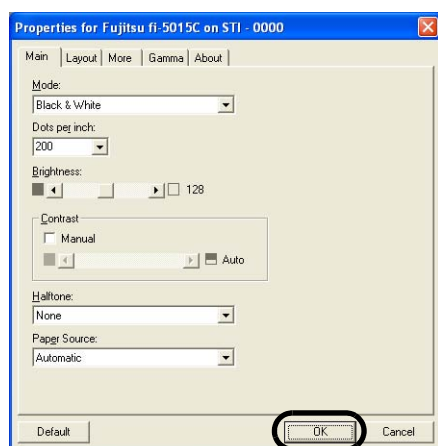 Properties for Fujitsu fi-5015C on STI - 0000
Main Layout More Gamma About
Mode:
Black & White
Dots per inch:
200
Brightness:
128
Contrast
Manual
Auto
Halftone:
None
Paper Source:
Automatic
Default OK Cancel